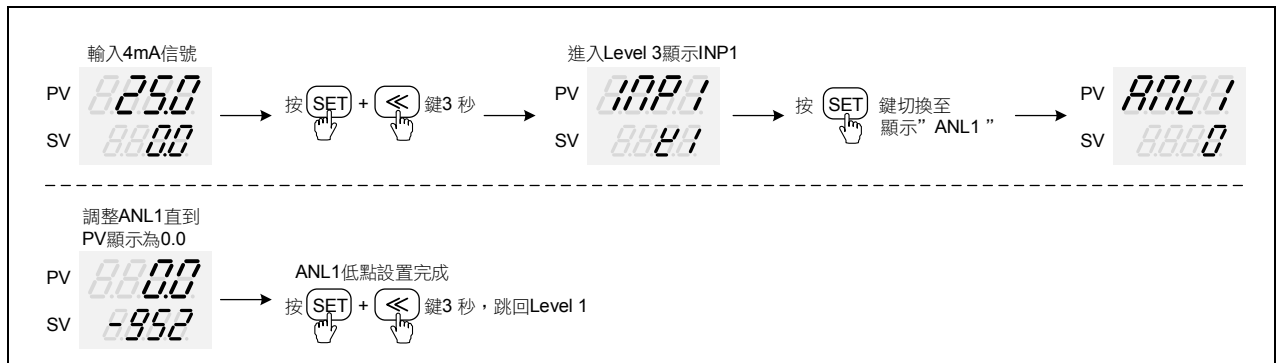 輸入4mA信號
PV 25.0
SV 0.0
按 SET + ≪ 鍵3 秒
進入Level 3顯示INP1
PV INP1
SV K1
按 SET 鍵切換至
顯示”ANL1”
PV ANL1
SV 0
調整ANL1直到
PV顯示為0.0
PV 0.0
SV -952
ANL1低點設置完成
按 SET + ≪ 鍵3 秒，跳回Level 1